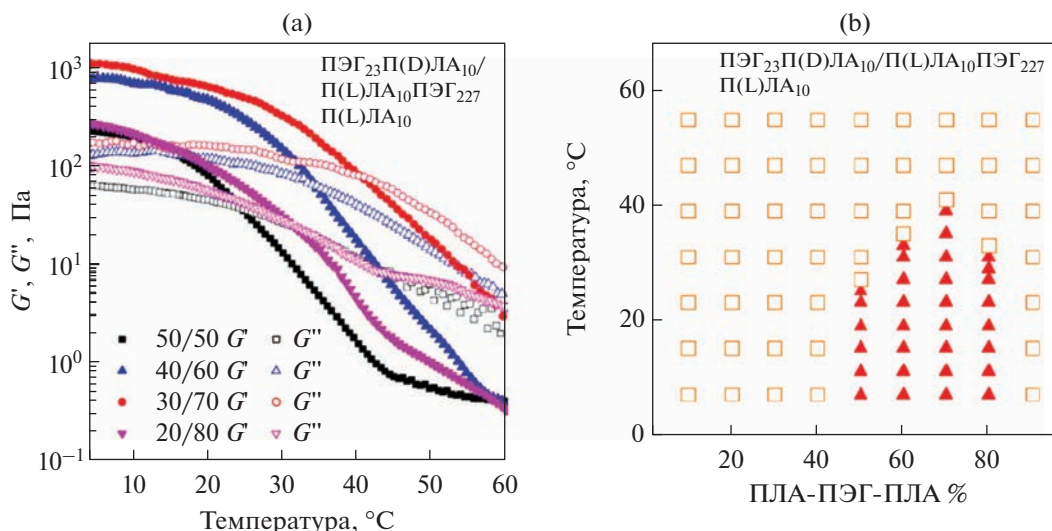 (a)
G', G'', Па
10³
10²
10¹
10⁰
10⁻¹
ПЭГ₂₃П(D)ЛА₁₀/
П(L)ЛА₁₀ПЭГ₂₂₇
П(L)ЛА₁₀
50/50 G' G''
40/60 G' G''
30/70 G' G''
20/80 G' G''
10 20 30 40 50 60
Температура, °C
(b)
Температура, °C
60
40
20
0
ПЭГ₂₃П(D)ЛА₁₀/П(L)ЛА₁₀ПЭГ₂₂₇
П(L)ЛА₁₀
20 40 60 80
ПЛА-ПЭГ-ПЛА %